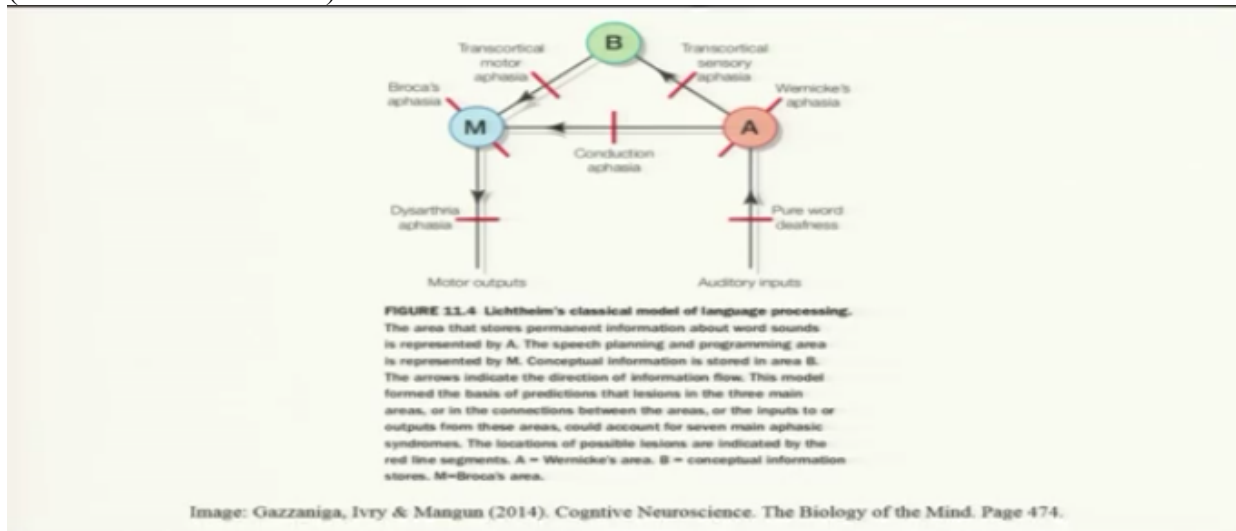 B
Transcortical
motor
aphasia
Transcortical
sensory
aphasia
Broca's
aphasia
Wernicke's
aphasia
M
A
Conduction
aphasia
Dysarthria
aphasia
Pure word
deafness
Motor outputs
Auditory inputs
FIGURE 11.4 Lichtheim's classical model of language processing.
The area that stores permanent information about word sounds
is represented by A. The speech planning and programming area
is represented by M. Conceptual information is stored in area B.
The arrows indicate the direction of information flow. This model
formed the basis of predictions that lesions in the three main
areas, or in the connections between the areas, or the inputs to or
outputs from these areas, could account for seven main aphasic
syndromes. The locations of possible lesions are indicated by the
red line segments. A = Wernicke's area. B = conceptual information
stores. M=Broca's area.
Image: Gazzaniga, Ivry & Mangun (2014). Cogntive Neuroscience. The Biology of the Mind. Page 474.